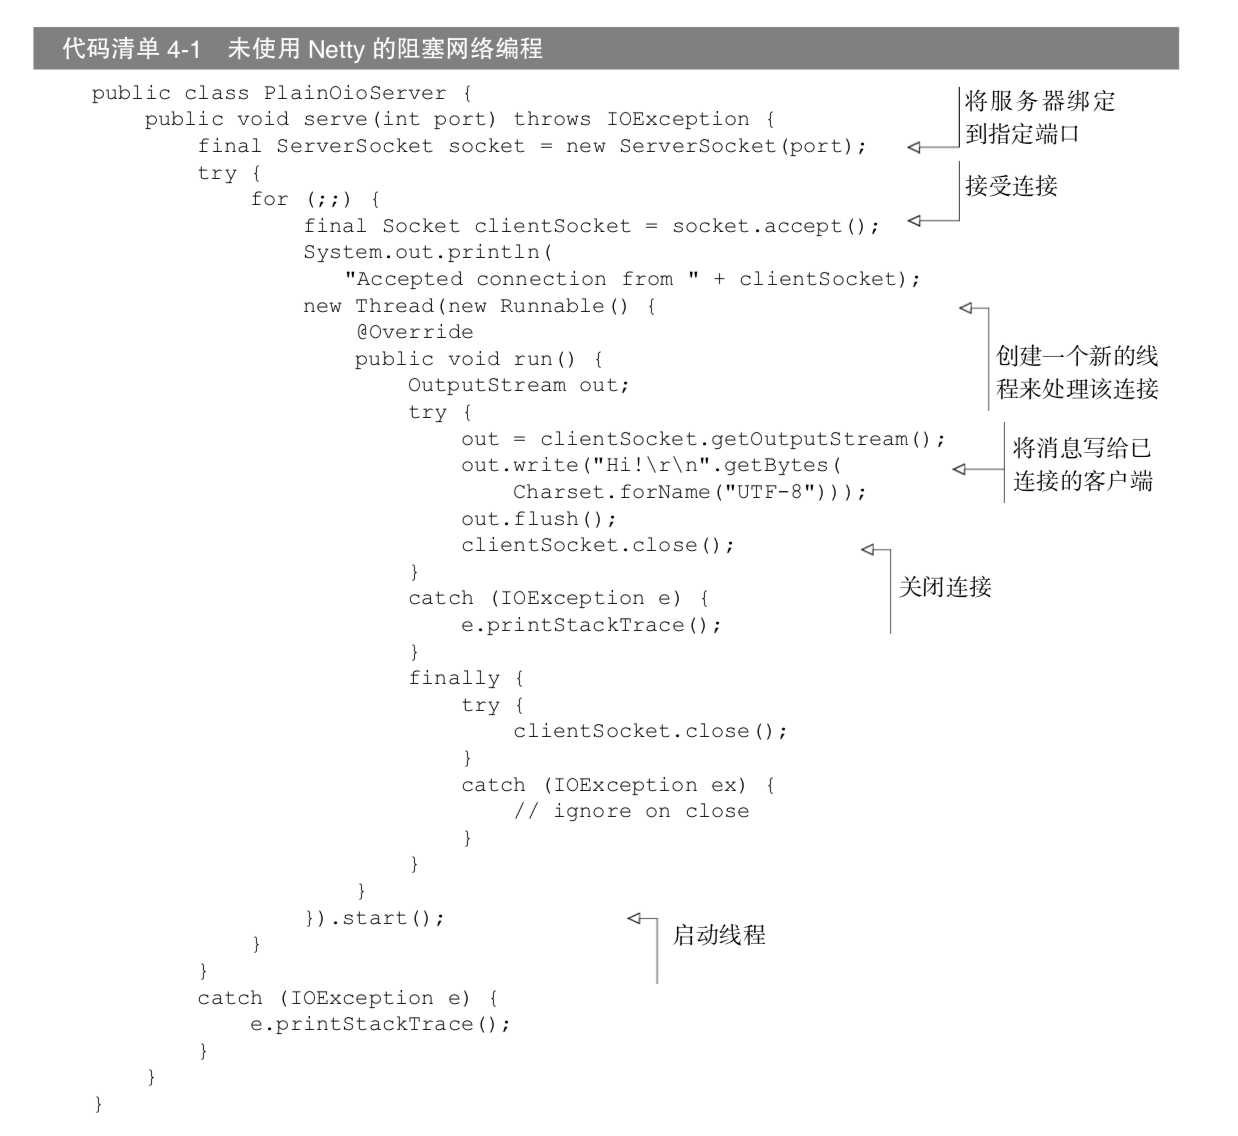 代码清单 4-1 未使用 Netty 的阻塞网络编程
public class PlainOioServer {
    public void serve(int port) throws IOException {
        final ServerSocket socket = new ServerSocket(port);
将服务器绑定
到指定端口
        try {
            for (;;) {
                final Socket clientSocket = socket.accept();
接受连接
                System.out.println(
                    "Accepted connection from " + clientSocket);
                new Thread(new Runnable() {
创建一个新的线
程来处理该连接
                    @Override
                    public void run() {
                        OutputStream out;
                        try {
                            out = clientSocket.getOutputStream();
                            out.write("Hi!\r\n".getBytes(
将消息写给已
连接的客户端
                                Charset.forName("UTF-8")));
                            out.flush();
                            clientSocket.close();
关闭连接
                        }
                        catch (IOException e) {
                            e.printStackTrace();
                        }
                        finally {
                            try {
                                clientSocket.close();
                            }
                            catch (IOException ex) {
                                // ignore on close
                            }
                        }
                    }
                }).start();
启动线程
            }
        }
        catch (IOException e) {
            e.printStackTrace();
        }
    }
}